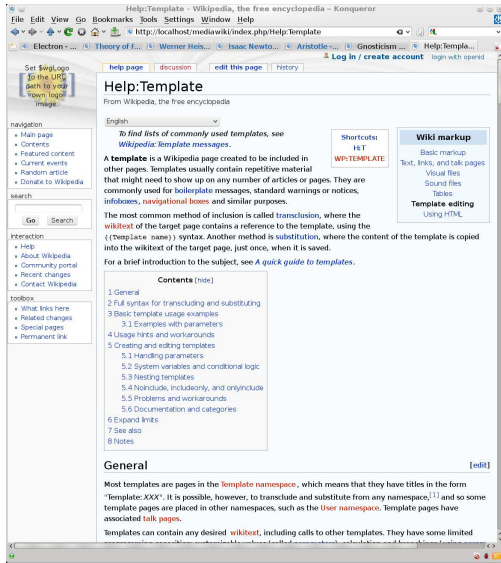 Help:Template - Wikipedia, the free encyclopedia – Konqueror
File Edit View Go Bookmarks Tools Settings Window Help
http://localhost/mediawiki/index.php/Help:Template
Electron - ... Theory of F... Werner Heis... Isaac Newto... Aristotle -... Gnosticism ... Help:Templa...
Log in / create account login with openid
help page discussion edit this page history
Set $wgLogo
to the URL
path to your
own logo
image.
navigation
Main page
Contents
Featured content
Current events
Random article
Donate to Wikipedia
search
Go Search
interaction
Help
About Wikipedia
Community portal
Recent changes
Contact Wikipedia
toolbox
What links here
Related changes
Special pages
Permanent link
Help:Template
From Wikipedia, the free encyclopedia
English
To find lists of commonly used templates, see
Wikipedia:Template messages.
Shortcuts:
H:T
WP:TEMPLATE
Wiki markup
Basic markup
Text, links, and talk pages
Visual files
Sound files
Tables
Template editing
Using HTML
A template is a Wikipedia page created to be included in
other pages. Templates usually contain repetitive material
that might need to show up on any number of articles or pages. They are
commonly used for boilerplate messages, standard warnings or notices,
infoboxes, navigational boxes and similar purposes.
The most common method of inclusion is called transclusion, where the
wikitext of the target page contains a reference to the template, using the
{{Template name}} syntax. Another method is substitution, where the content of the template is copied
into the wikitext of the target page, just once, when it is saved.
For a brief introduction to the subject, see A quick guide to templates.
Contents [hide]
1 General
2 Full syntax for transcluding and substituting
3 Basic template usage examples
3.1 Examples with parameters
4 Usage hints and workarounds
5 Creating and editing templates
5.1 Handling parameters
5.2 System variables and conditional logic
5.3 Nesting templates
5.4 Noinclude, includeonly, and onlyinclude
5.5 Problems and workarounds
5.6 Documentation and categories
6 Expand limits
7 See also
8 Notes
General [edit]
Most templates are pages in the Template namespace, which means that they have titles in the form
"Template:XXX". It is possible, however, to transclude and substitute from any namespace,[1] and so some
template pages are placed in other namespaces, such as the User namespace. Template pages have
associated talk pages.
Templates can contain any desired wikitext, including calls to other templates. They have some limited